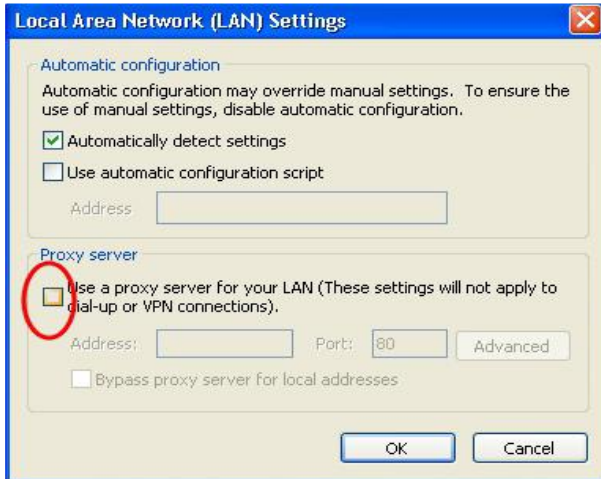 Local Area Network (LAN) Settings
Automatic configuration
Automatic configuration may override manual settings. To ensure the
use of manual settings, disable automatic configuration.
Automatically detect settings
Use automatic configuration script
Address
Proxy server
Use a proxy server for your LAN (These settings will not apply to
dial-up or VPN connections).
Address: Port: 80 Advanced
Bypass proxy server for local addresses
OK Cancel